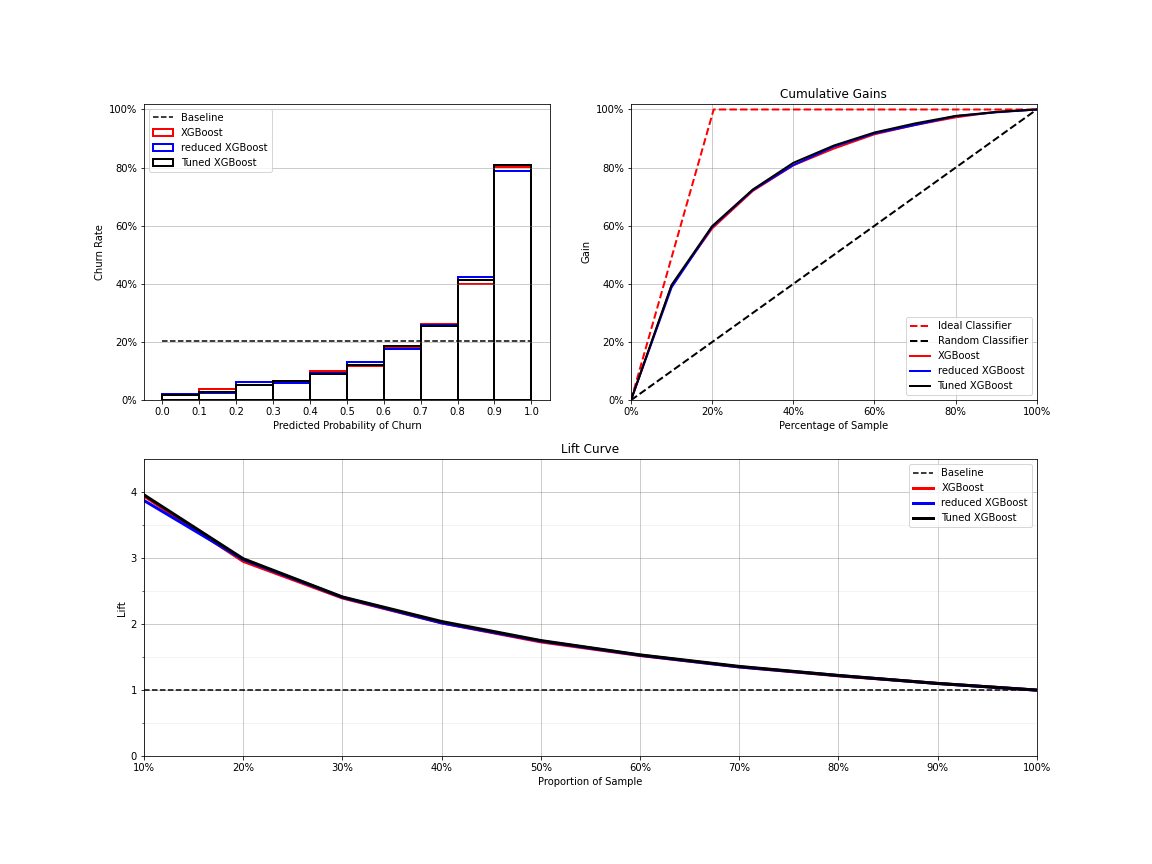 100%
80%
60%
40%
20%
0%
Churn Rate
Baseline
XGBoost
reduced XGBoost
Tuned XGBoost
0.0 0.1 0.2 0.3 0.4 0.5 0.6 0.7 0.8 0.9 1.0
Predicted Probability of Churn
Cumulative Gains
100%
80%
60%
40%
20%
0%
Gain
Ideal Classifier
Random Classifier
XGBoost
reduced XGBoost
Tuned XGBoost
0% 20% 40% 60% 80% 100%
Percentage of Sample
Lift Curve
4
3
2
1
0
Lift
Baseline
XGBoost
reduced XGBoost
Tuned XGBoost
10% 20% 30% 40% 50% 60% 70% 80% 90% 100%
Proportion of Sample